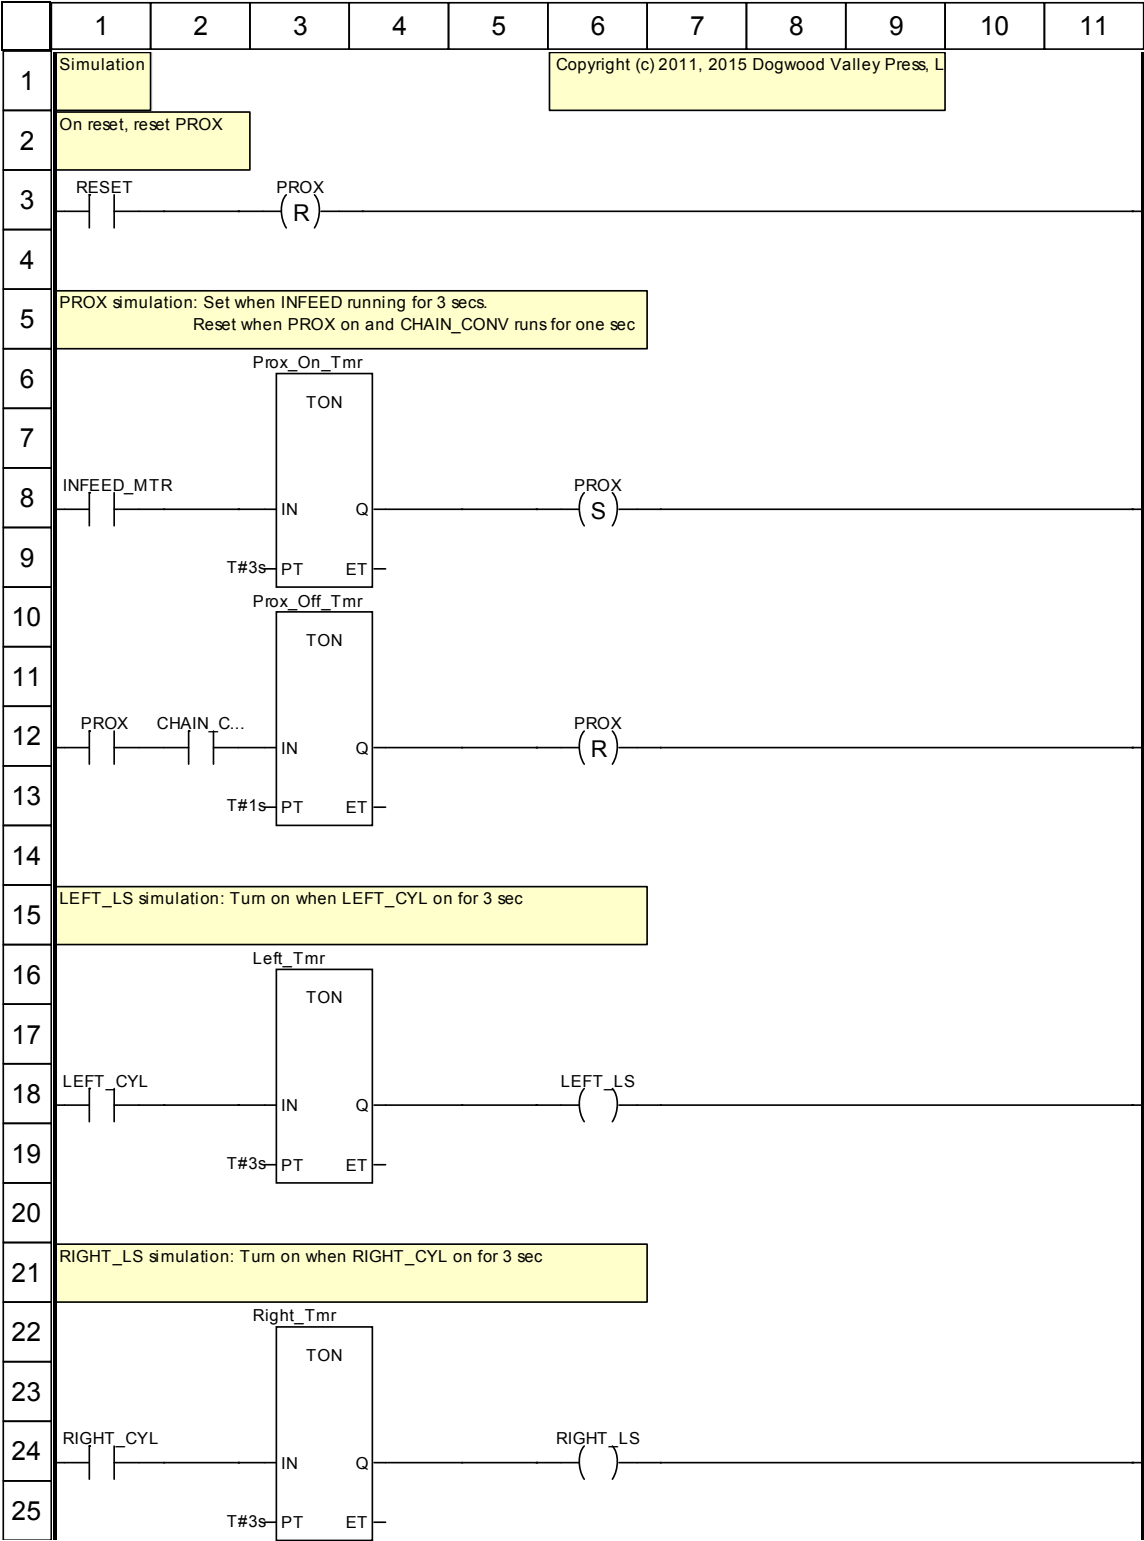 1 2 3 4 5 6 7 8 9 10 11
1
Simulation
Copyright (c) 2011, 2015 Dogwood Valley Press, L
2
On reset, reset PROX
3
RESET PROX
R
4
5
PROX simulation: Set when INFEED running for 3 secs.
Reset when PROX on and CHAIN_CONV runs for one sec
6
Prox_On_Tmr
TON
7
8
INFEED_MTR PROX
IN Q S
9
T#3s PT ET
10
Prox_Off_Tmr
TON
11
12
PROX CHAIN_C... PROX
IN Q R
13
T#1s PT ET
14
15
LEFT_LS simulation: Turn on when LEFT_CYL on for 3 sec
16
Left_Tmr
TON
17
18
LEFT_CYL LEFT_LS
IN Q
19
T#3s PT ET
20
21
RIGHT_LS simulation: Turn on when RIGHT_CYL on for 3 sec
22
Right_Tmr
TON
23
24
RIGHT_CYL RIGHT_LS
IN Q
25
T#3s PT ET